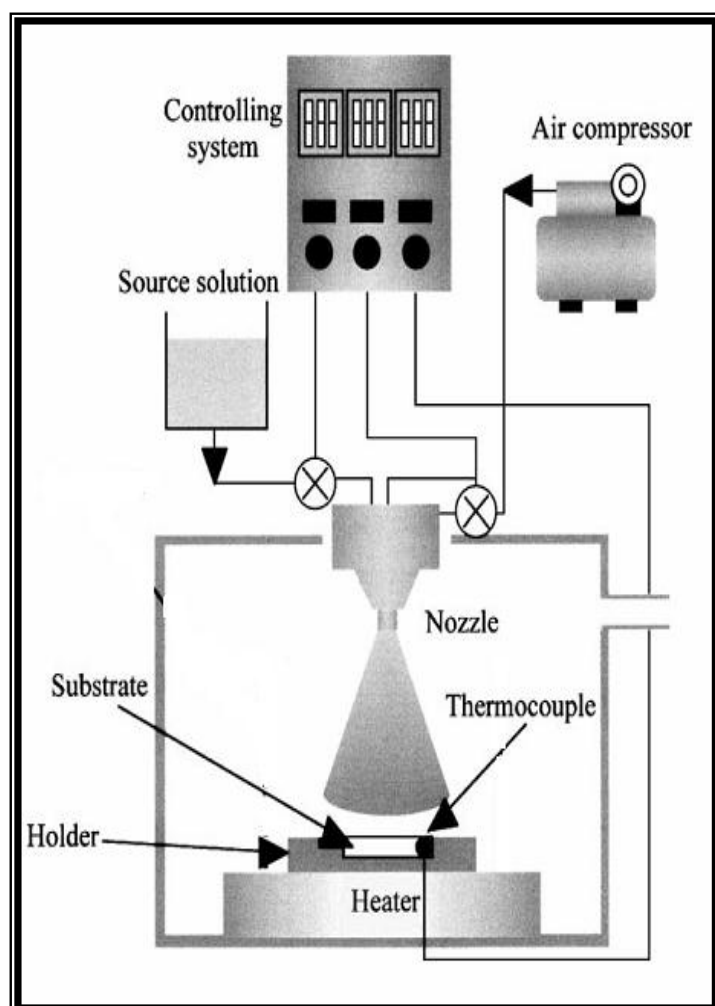 Controlling
system
Air compressor
Source solution
Nozzle
Substrate
Thermocouple
Holder
Heater